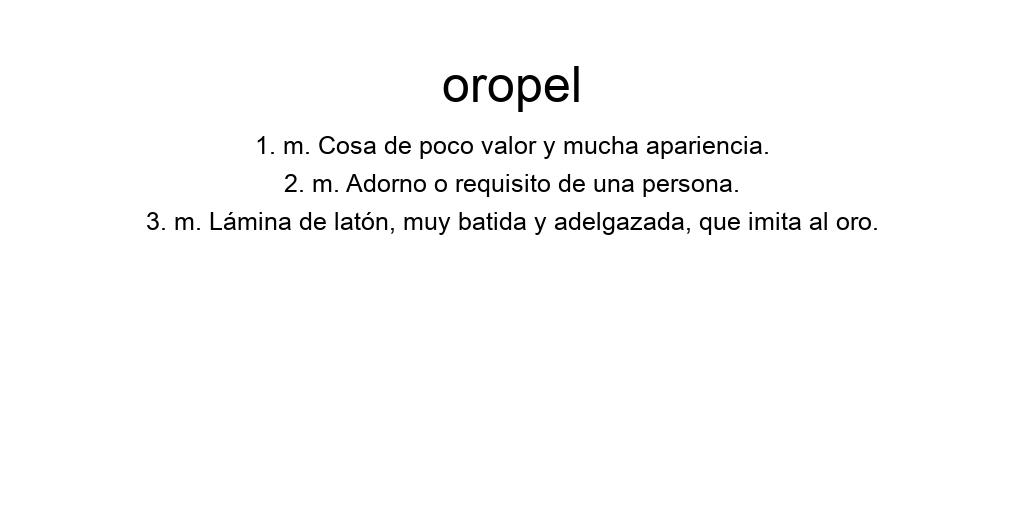 oropel
1. m. Cosa de poco valor y mucha apariencia.
2. m. Adorno o requisito de una persona.
3. m. Lámina de latón, muy batida y adelgazada, que imita al oro.